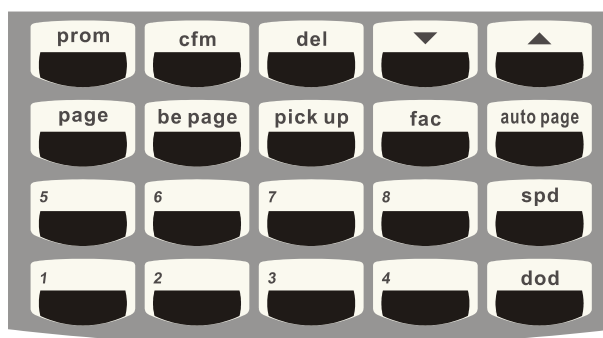 prom cfm del ▼ ▲
page be page pick up fac auto page
5 6 7 8 spd
1 2 3 4 dod